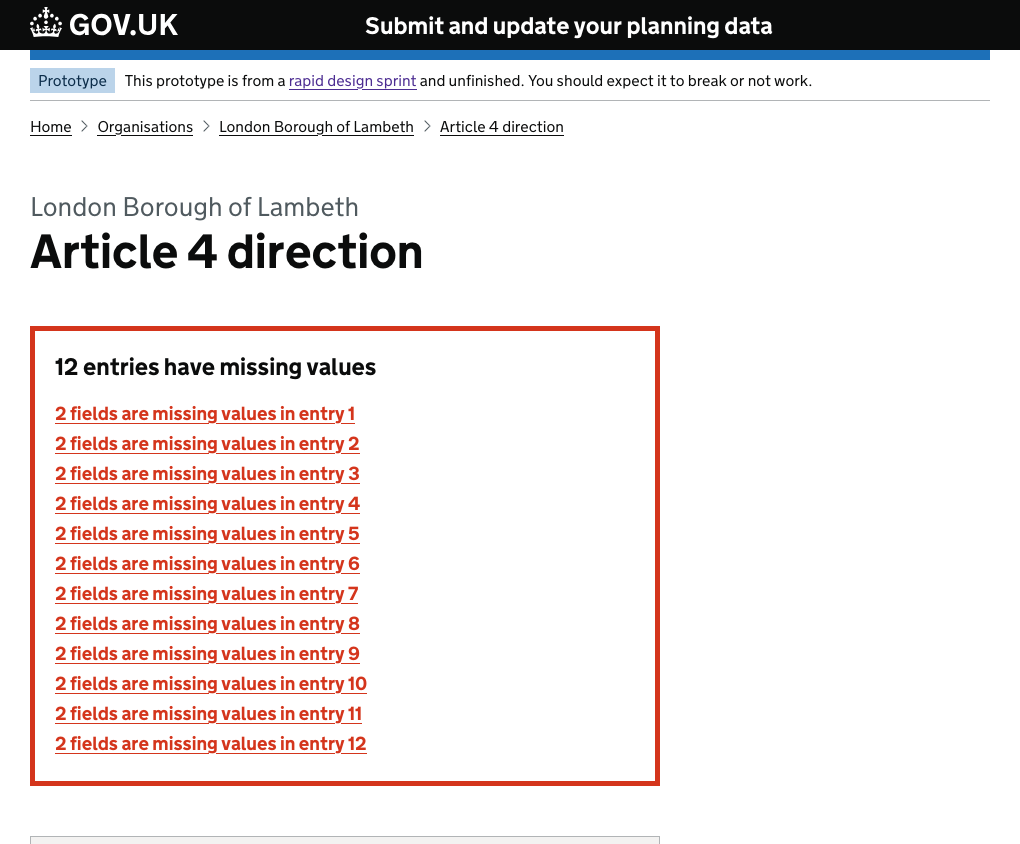 GOV.UK Submit and update your planning data
Prototype This prototype is from a rapid design sprint and unfinished. You should expect it to break or not work.
Home > Organisations > London Borough of Lambeth > Article 4 direction
London Borough of Lambeth
Article 4 direction
12 entries have missing values
2 fields are missing values in entry 1
2 fields are missing values in entry 2
2 fields are missing values in entry 3
2 fields are missing values in entry 4
2 fields are missing values in entry 5
2 fields are missing values in entry 6
2 fields are missing values in entry 7
2 fields are missing values in entry 8
2 fields are missing values in entry 9
2 fields are missing values in entry 10
2 fields are missing values in entry 11
2 fields are missing values in entry 12